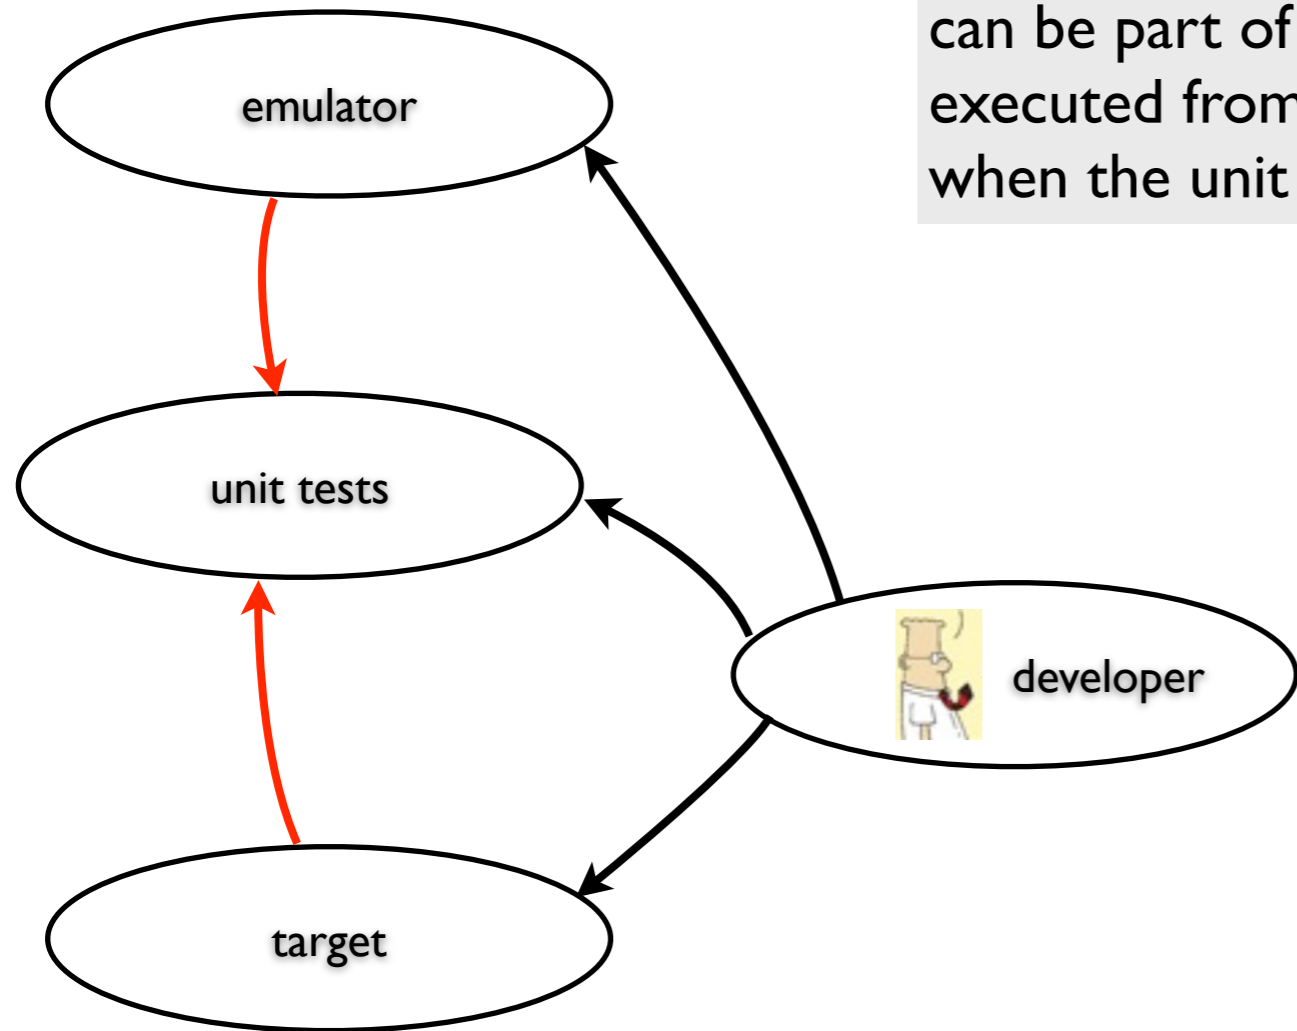 can be part of
executed from
when the unit
emulator
unit tests
developer
target